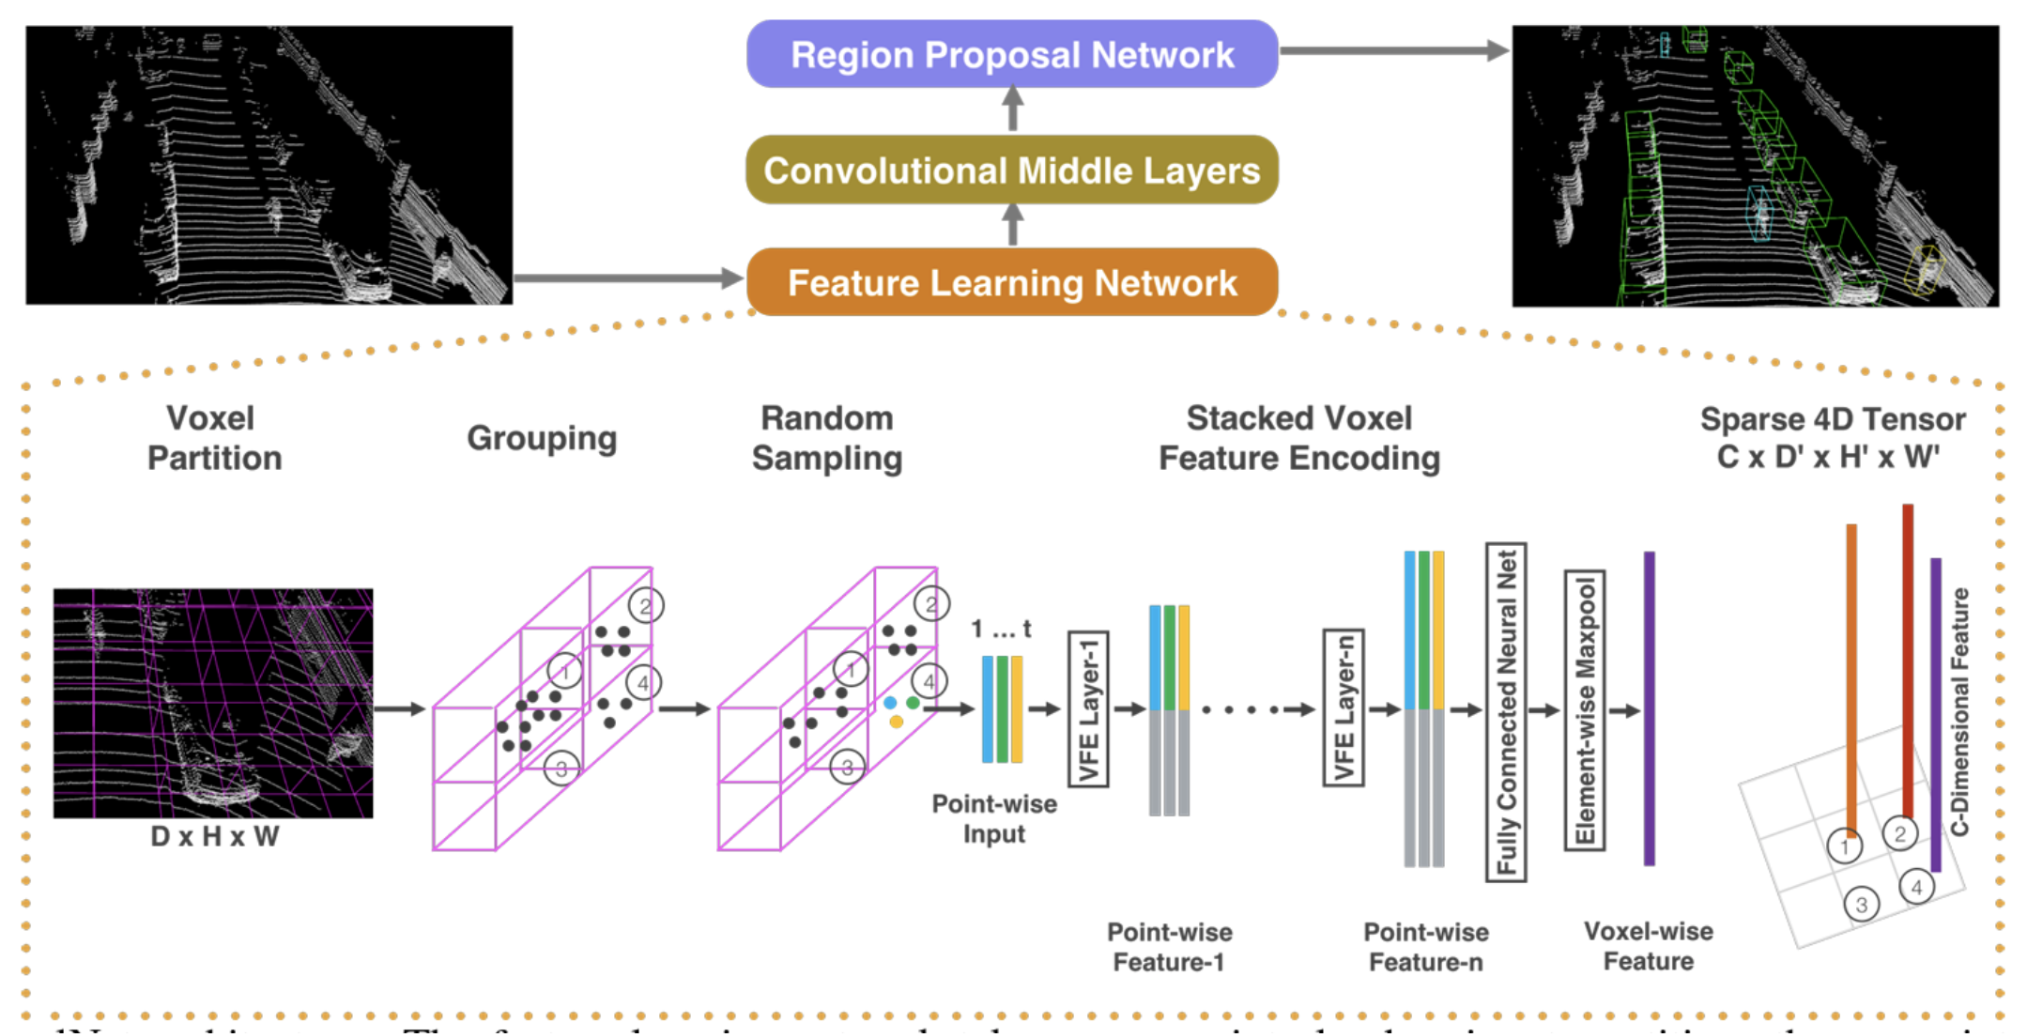 Region Proposal Network
Convolutional Middle Layers
Feature Learning Network
Voxel
Partition
Grouping
Random
Sampling
Stacked Voxel
Feature Encoding
Sparse 4D Tensor
C x D' x H' x W'
D x H x W
1
2
3
4
1
2
3
4
1 ... t
Point-wise
Input
VFE Layer-1
Point-wise
Feature-1
VFE Layer-n
Point-wise
Feature-n
Fully Connected Neural Net
Element-wise Maxpool
Voxel-wise
Feature
C-Dimensional Feature
1
2
3
4